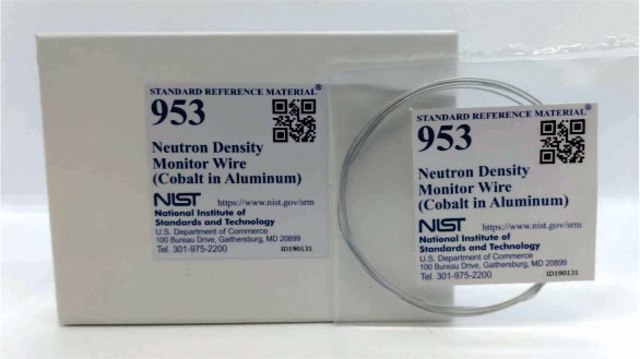 STANDARD REFERENCE MATERIAL®
953
Neutron Density
Monitor Wire
(Cobalt in Aluminum)
NIST https://www.nist.gov/srm
National Institute of
Standards and Technology
U.S. Department of Commerce
100 Bureau Drive, Gaithersburg, MD 20899
Tel. 301-975-2200 ID190131
STANDARD REFERENCE MATERIAL®
953
Neutron Density
Monitor Wire
(Cobalt in Aluminum)
NIST https://www.nist.gov/srm
National Institute of
Standards and Technology
U.S. Department of Commerce
100 Bureau Drive, Gaithersburg, MD 20899
Tel. 301-975-2200 ID190131